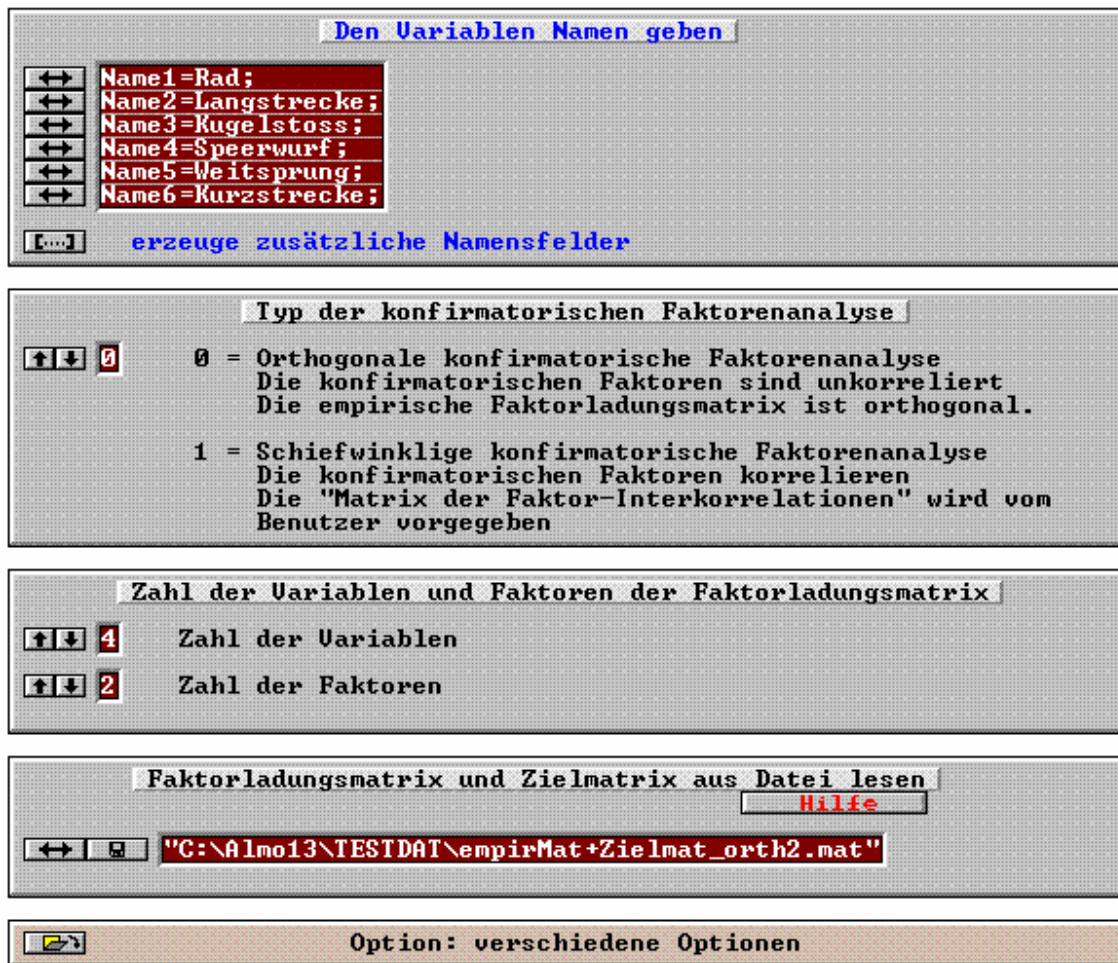 Den Variablen Namen geben
Name1=Rad;
Name2=Langstrecke;
Name3=Kugelstoss;
Name4=Speerwurf;
Name5=Weitsprung;
Name6=Kurzstrecke;
[....] erzeuge zusätzliche Namensfelder
Typ der konfirmatorischen Faktorenanalyse
0 0 = Orthogonale konfirmatorische Faktorenanalyse
Die konfirmatorischen Faktoren sind unkorreliert
Die empirische Faktorladungsmatrix ist orthogonal.
1 = Schiefwinklige konfirmatorische Faktorenanalyse
Die konfirmatorischen Faktoren korrelieren
Die "Matrix der Faktor-Interkorrelationen" wird vom
Benutzer vorgegeben
Zahl der Variablen und Faktoren der Faktorladungsmatrix
4 Zahl der Variablen
2 Zahl der Faktoren
Faktorladungsmatrix und Zielmatrix aus Datei lesen
Hilfe
"C:\Almo13\TESTDAT\empirMat+Zielmat_orth2.mat"
Option: verschiedene Optionen